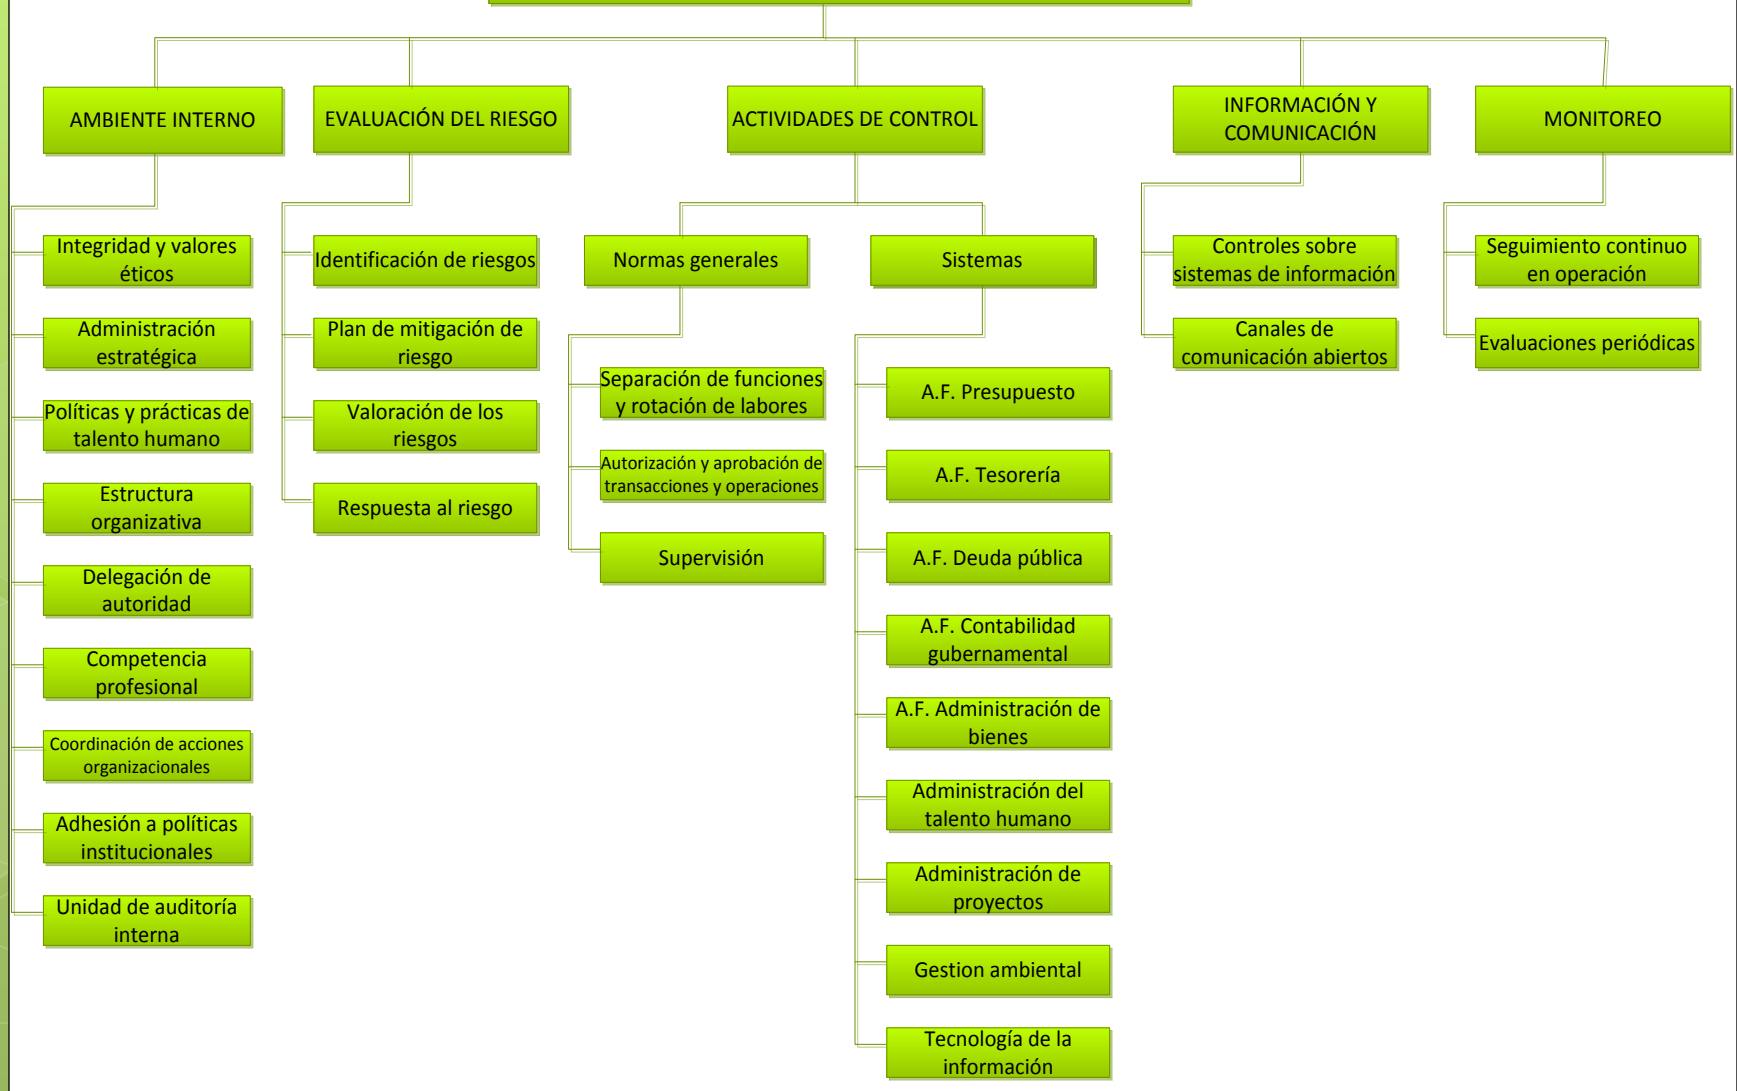 AMBIENTE INTERNO
Integridad y valores
éticos
Administración
estratégica
Políticas y prácticas de
talento humano
Estructura
organizativa
Delegación de
autoridad
Competencia
profesional
Coordinación de acciones
organizacionales
Adhesión a políticas
institucionales
Unidad de auditoría
interna
EVALUACIÓN DEL RIESGO
Identificación de riesgos
Plan de mitigación de
riesgo
Valoración de los
riesgos
Respuesta al riesgo
ACTIVIDADES DE CONTROL
Normas generales
Separación de funciones
y rotación de labores
Autorización y aprobación de
transacciones y operaciones
Supervisión
Sistemas
A.F. Presupuesto
A.F. Tesorería
A.F. Deuda pública
A.F. Contabilidad
gubernamental
A.F. Administración de
bienes
Administración del
talento humano
Administración de
proyectos
Gestion ambiental
Tecnología de la
información
INFORMACIÓN Y
COMUNICACIÓN
Controles sobre
sistemas de información
Canales de
comunicación abiertos
MONITOREO
Seguimiento continuo
en operación
Evaluaciones periódicas